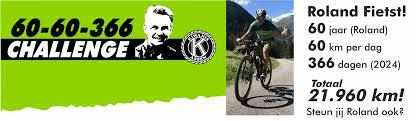 60-60-366
CHALLENGE
K
Roland Fietst!
60 jaar (Roland)
60 km per dag
366 dagen (2024)
Totaal
21.960 km!
Steun jij Roland ook?